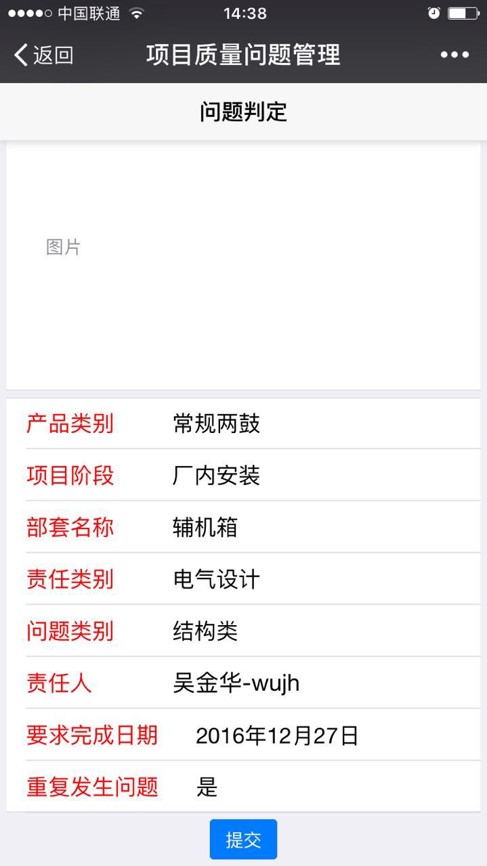 中国联通 14:38
返回 项目质量问题管理
问题判定
图片
产品类别 常规两鼓
项目阶段 厂内安装
部套名称 辅机箱
责任类别 电气设计
问题类别 结构类
责任人 吴金华-wujh
要求完成日期 2016年12月27日
重复发生问题 是
提交